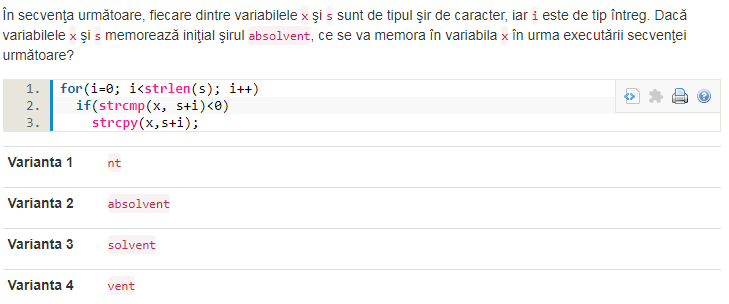 În secvenţa următoare, fiecare dintre variabilele x şi s sunt de tipul şir de caracter, iar i este de tip întreg. Dacă
variabilele x şi s memorează iniţial şirul absolvent, ce se va memora în variabila x în urma executării secvenţei
următoare?
1. for(i=0; i<strlen(s); i++)
2. if(strcmp(x, s+i)<0)
3. strcpy(x,s+i);
Varianta 1 nt
Varianta 2 absolvent
Varianta 3 solvent
Varianta 4 vent